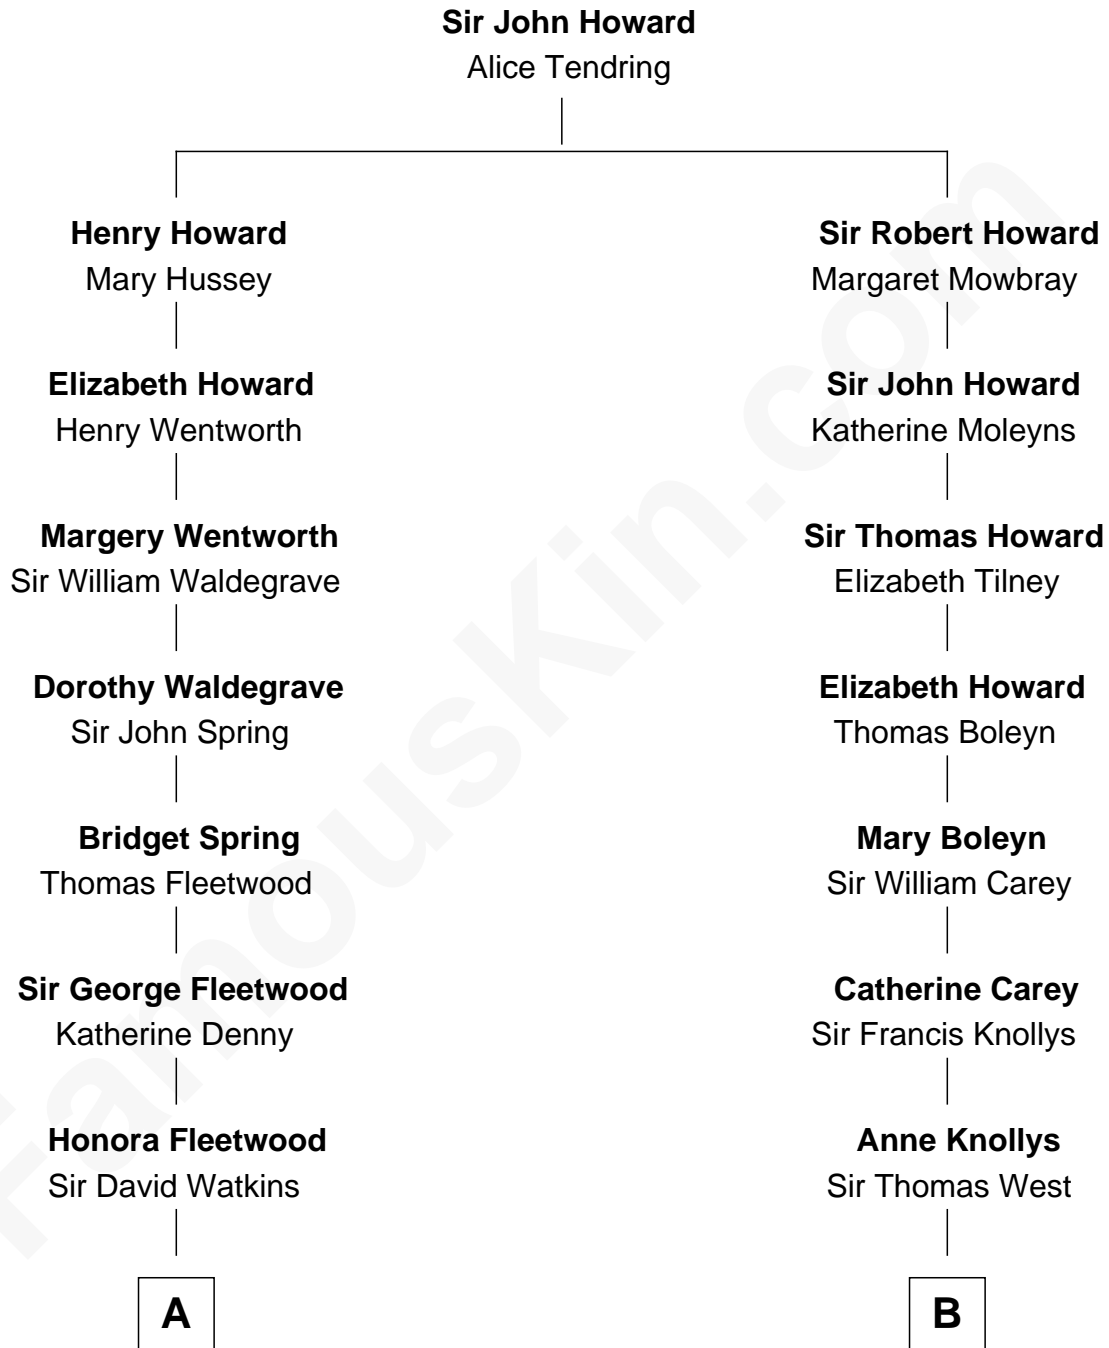 Sir John Howard
Alice Tendring
Henry Howard
Mary Hussey
Elizabeth Howard
Henry Wentworth
Margery Wentworth
Sir William Waldegrave
Dorothy Waldegrave
Sir John Spring
Bridget Spring
Thomas Fleetwood
Sir George Fleetwood
Katherine Denny
Honora Fleetwood
Sir David Watkins
A
Sir Robert Howard
Margaret Mowbray
Sir John Howard
Katherine Moleyns
Sir Thomas Howard
Elizabeth Tilney
Elizabeth Howard
Thomas Boleyn
Mary Boleyn
Sir William Carey
Catherine Carey
Sir Francis Knollys
Anne Knollys
Sir Thomas West
B
FamousKin.com